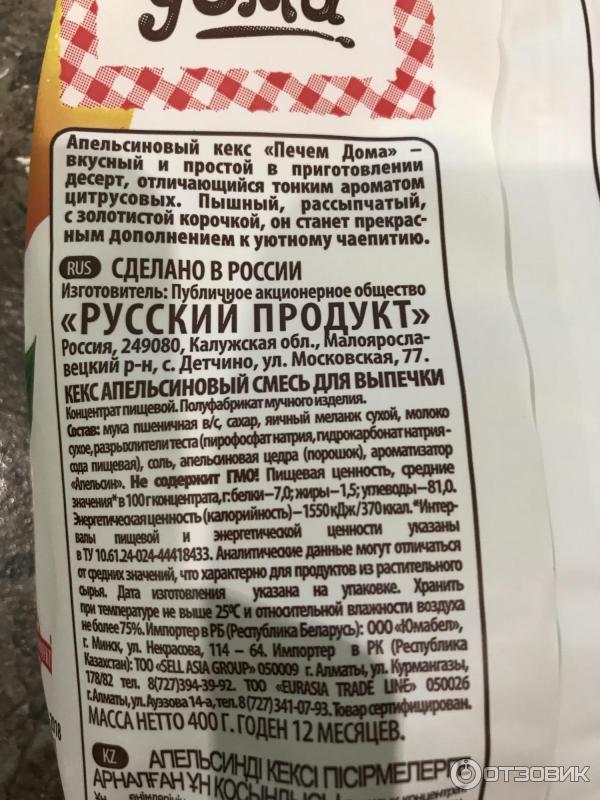 дома
Апельсиновый кекс «Печем Дома» –
вкусный и простой в приготовлении
десерт, отличающийся тонким ароматом
цитрусовых. Пышный, рассыпчатый,
с золотистой корочкой, он станет прекрас-
ным дополнением к уютному чаепитию.
RUS СДЕЛАНО В РОССИИ
Изготовитель: Публичное акционерное общество
«РУССКИЙ ПРОДУКТ»
Россия, 249080, Калужская обл., Малояросла-
вецкий р-н, с. Детчино, ул. Московская, 77.
КЕКС АПЕЛЬСИНОВЫЙ СМЕСЬ ДЛЯ ВЫПЕЧКИ
Концентрат пищевой. Полуфабрикат мучного изделия.
Состав: мука пшеничная в/с, сахар, яичный меланж сухой, молоко
сухое, разрыхлители теста (пирофосфат натрия, гидрокарбонат натрия-
сода пищевая), соль, апельсиновая цедра (порошок), ароматизатор
«Апельсин». Не содержит ГМО! Пищевая ценность, средние
значения* в 100 г концентрата, г: белки – 7,0; жиры – 1,5; углеводы – 81,0.
Энергетическая ценность (калорийность) – 1550 кДж/370 ккал. *Интер-
валы пищевой и энергетической ценности указаны
в ТУ 10.61.24-024-44418433. Аналитические данные могут отличаться
от средних значений, что характерно для продуктов из растительного
сырья. Дата изготовления указана на упаковке. Хранить
при температуре не выше 25°С и относительной влажности воздуха
не более 75%. Импортер в РБ (Республика Беларусь): ООО «Юмабел»,
г. Минск, ул. Некрасова, 114 – 64. Импортер в РК (Республика
Казахстан): ТОО «SELL ASIA GROUP» 050009 г. Алматы, ул. Курмангазы,
178/82 тел. 8(727)394-39-92. ТОО «EURASIA TRADE LINE» 050026
г. Алматы, ул. Ауэзова 14-а, тел. 8 (727) 341-07-93. Товар сертифицирован.
МАССА НЕТТО 400 Г. ГОДЕН 12 МЕСЯЦЕВ.
KZ АПЕЛЬСИНДІ КЕКСІ ПІСІРМЕЛЕРГЕ
АРНАЛҒАН ҰН ҚОСЫНДЫСЫ
2018
ОТЗОВИК